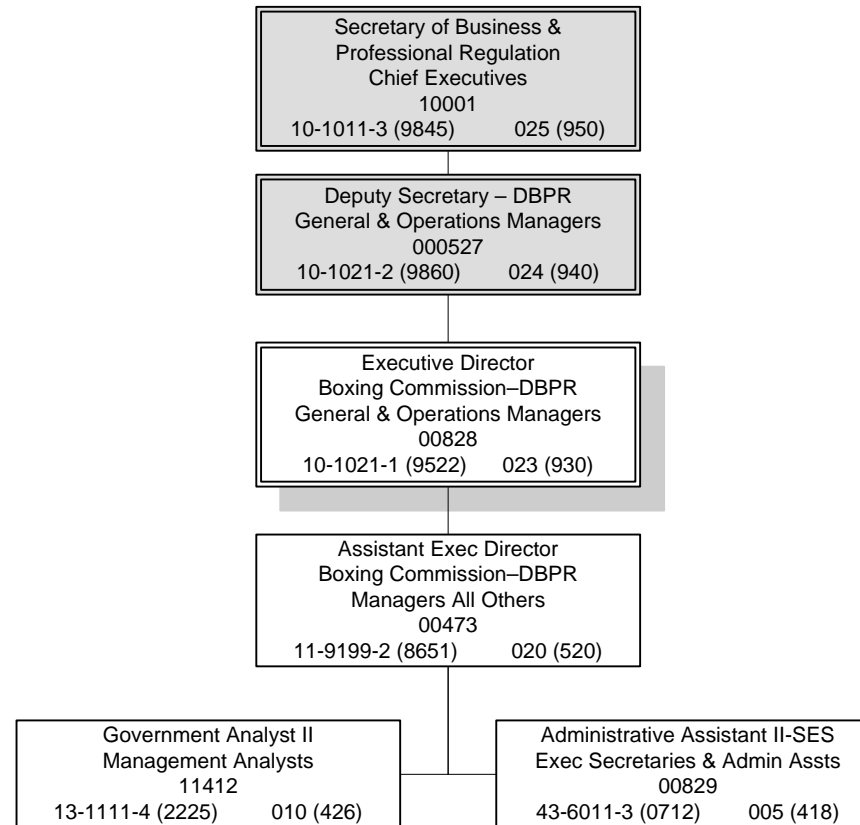 Secretary of Business &
Professional Regulation
Chief Executives
10001
10-1011-3 (9845) 025 (950)
Deputy Secretary – DBPR
General & Operations Managers
000527
10-1021-2 (9860) 024 (940)
Executive Director
Boxing Commission–DBPR
General & Operations Managers
00828
10-1021-1 (9522) 023 (930)
Assistant Exec Director
Boxing Commission–DBPR
Managers All Others
00473
11-9199-2 (8651) 020 (520)
Government Analyst II
Management Analysts
11412
13-1111-4 (2225) 010 (426)
Administrative Assistant II-SES
Exec Secretaries & Admin Assts
00829
43-6011-3 (0712) 005 (418)